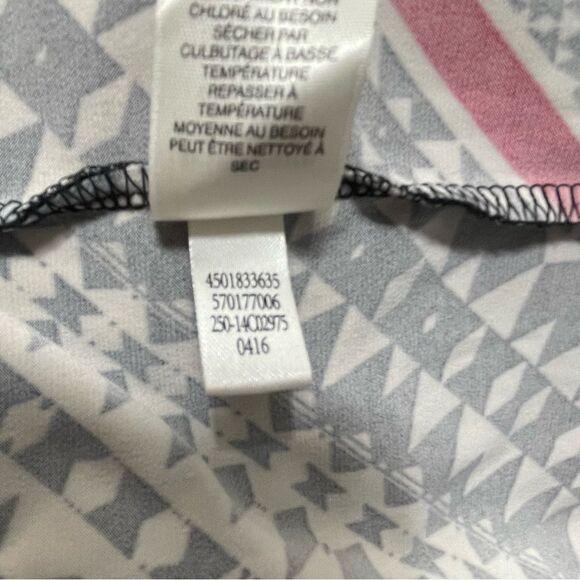 CHLORÉ AU BESOIN
SÉCHER PAR
CULBUTAGE À BASSE
TEMPÉRATURE
REPASSER À
TEMPÉRATURE
MOYENNE AU BESOIN
PEUT ÊTRE NETTOYÉ À
SEC
4501833635
570177006
250-14C02975
0416